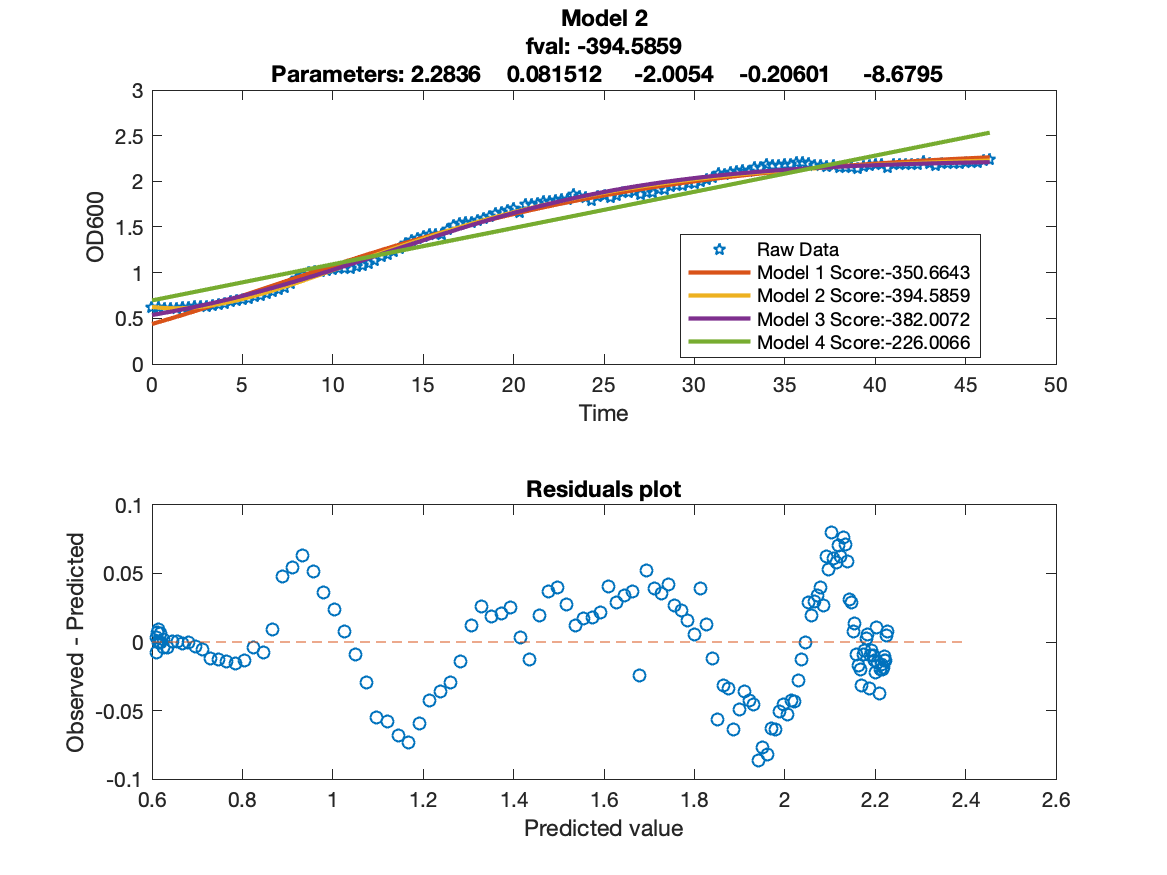 Model 2
fval: -394.5859
Parameters: 2.2836 0.081512 -2.0054 -0.20601 -8.6795
3
2.5
2
1.5
1
0.5
0
OD600
0 5 10 15 20 25 30 35 40 45 50
Time
Raw Data
Model 1 Score:-350.6643
Model 2 Score:-394.5859
Model 3 Score:-382.0072
Model 4 Score:-226.0066
Residuals plot
0.1
0.05
0
-0.05
-0.1
Observed - Predicted
0.6 0.8 1 1.2 1.4 1.6 1.8 2 2.2 2.4 2.6
Predicted value